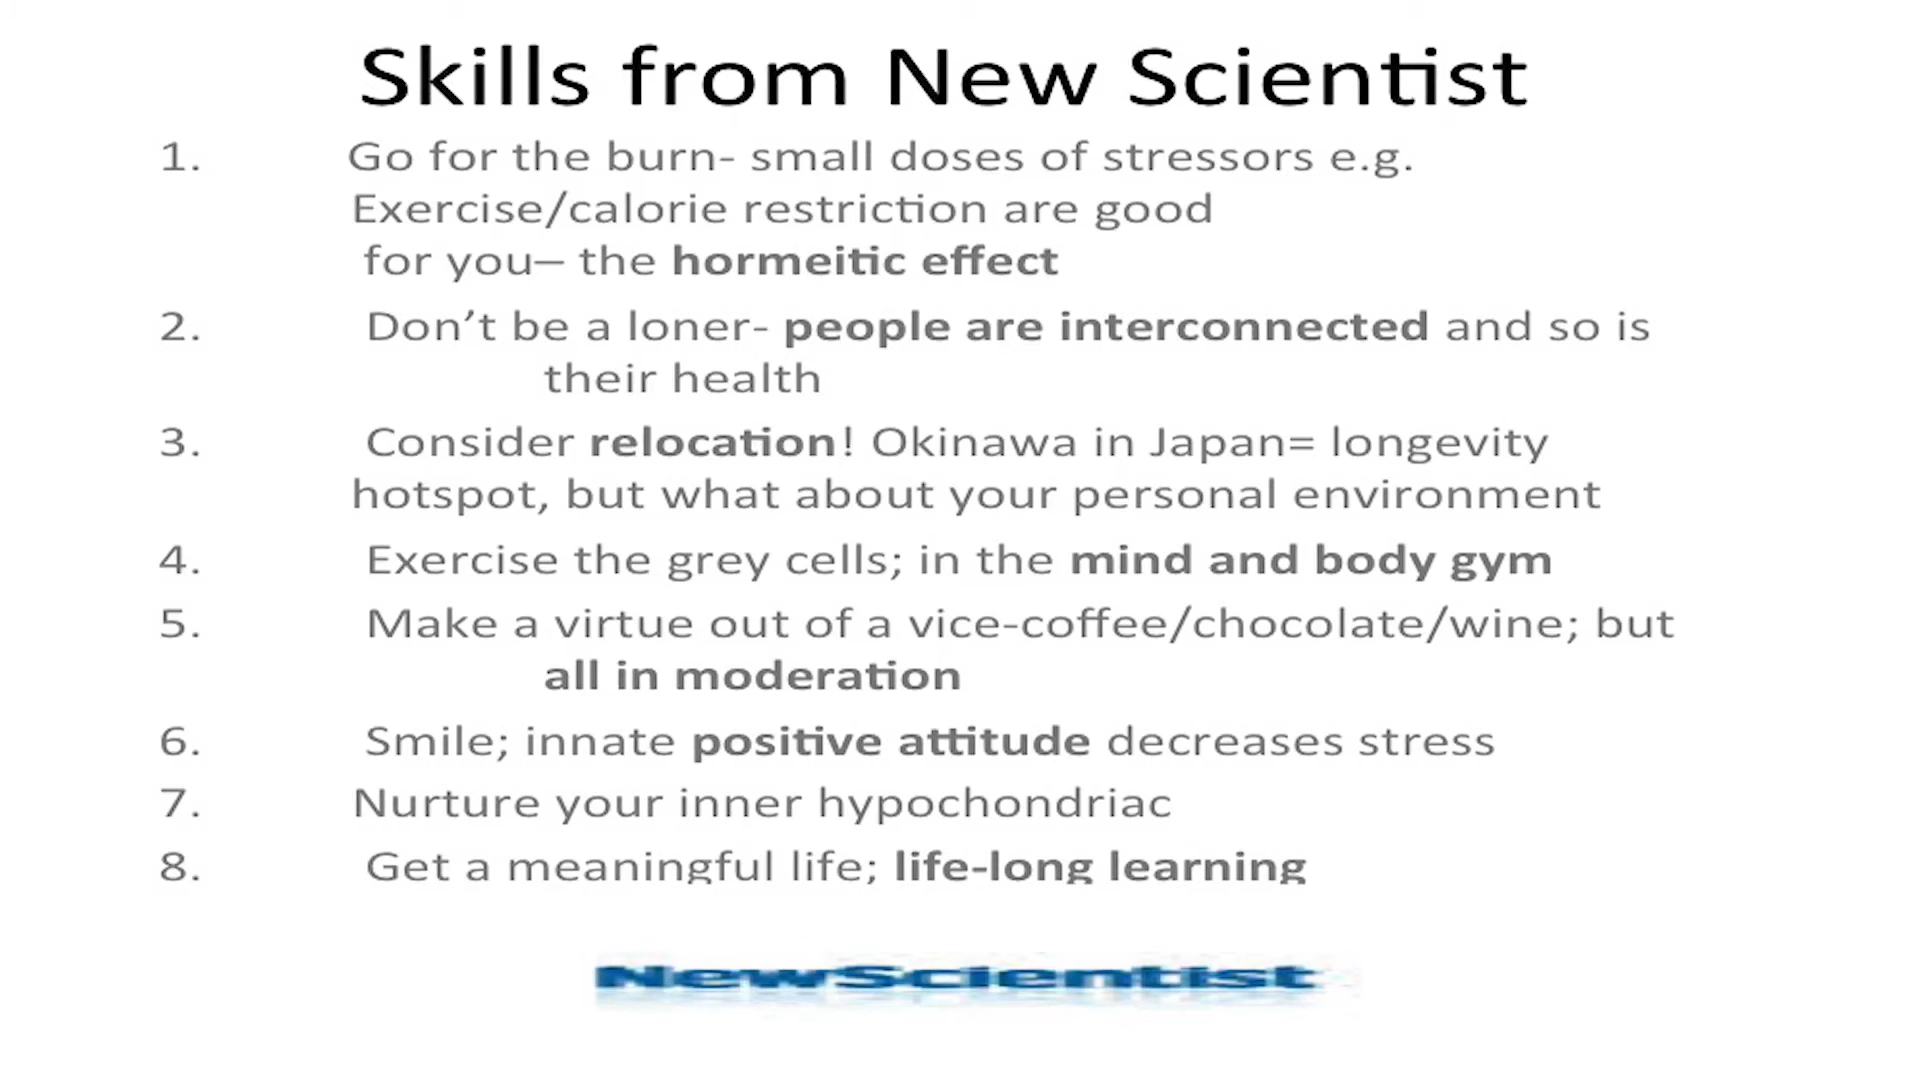 Skills from New Scientist
1. Go for the burn- small doses of stressors e.g.
Exercise/calorie restriction are good
for you– the hormeitic effect
2. Don’t be a loner- people are interconnected and so is
their health
3. Consider relocation! Okinawa in Japan= longevity
hotspot, but what about your personal environment
4. Exercise the grey cells; in the mind and body gym
5. Make a virtue out of a vice-coffee/chocolate/wine; but
all in moderation
6. Smile; innate positive attitude decreases stress
7. Nurture your inner hypochondriac
8. Get a meaningful life; life-long learning
NewScientist